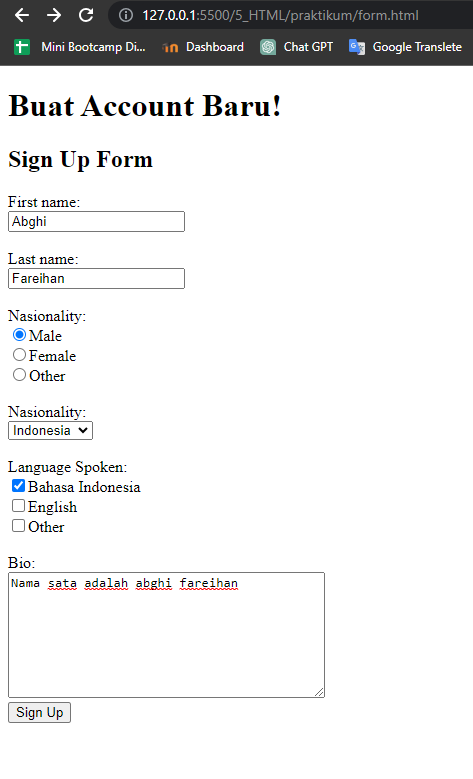 127.0.0.1:5500/5_HTML/praktikum/form.html
Mini Bootcamp Di... Dashboard Chat GPT Google Translete
Buat Account Baru!
Sign Up Form
First name:
Abghi
Last name:
Fareihan
Nasionality:
Male
Female
Other
Nasionality:
Indonesia
Language Spoken:
Bahasa Indonesia
English
Other
Bio:
Nama sata adalah abghi fareihan
Sign Up